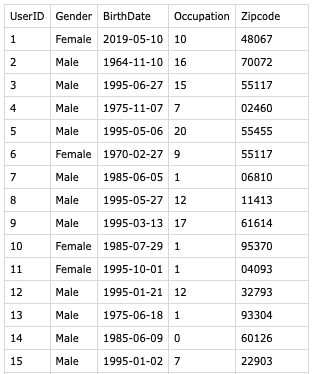 UserID Gender BirthDate Occupation Zipcode
1 Female 2019-05-10 10 48067
2 Male 1964-11-10 16 70072
3 Male 1995-06-27 15 55117
4 Male 1975-11-07 7 02460
5 Male 1995-05-06 20 55455
6 Female 1970-02-27 9 55117
7 Male 1985-06-05 1 06810
8 Male 1995-05-27 12 11413
9 Male 1995-03-13 17 61614
10 Female 1985-07-29 1 95370
11 Female 1995-10-01 1 04093
12 Male 1995-01-21 12 32793
13 Male 1975-06-18 1 93304
14 Male 1985-06-09 0 60126
15 Male 1995-01-02 7 22903